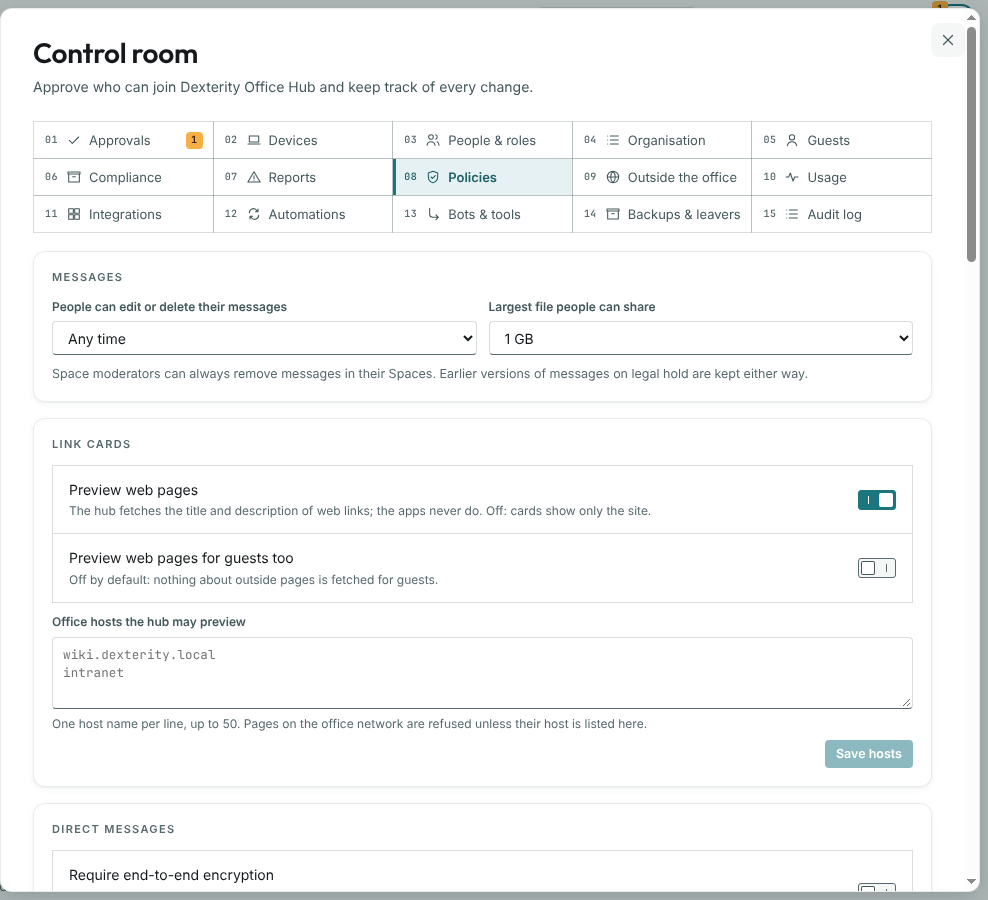 Control room
Approve who can join Dexterity Office Hub and keep track of every change.
01 Approvals 1
02 Devices
03 People & roles
04 Organisation
05 Guests
06 Compliance
07 Reports
08 Policies
09 Outside the office
10 Usage
11 Integrations
12 Automations
13 Bots & tools
14 Backups & leavers
15 Audit log
MESSAGES
People can edit or delete their messages
Any time
Largest file people can share
1 GB
Space moderators can always remove messages in their Spaces. Earlier versions of messages on legal hold are kept either way.
LINK CARDS
Preview web pages
The hub fetches the title and description of web links; the apps never do. Off: cards show only the site.
Preview web pages for guests too
Off by default: nothing about outside pages is fetched for guests.
Office hosts the hub may preview
wiki.dexterity.local
intranet
One host name per line, up to 50. Pages on the office network are refused unless their host is listed here.
Save hosts
DIRECT MESSAGES
Require end-to-end encryption